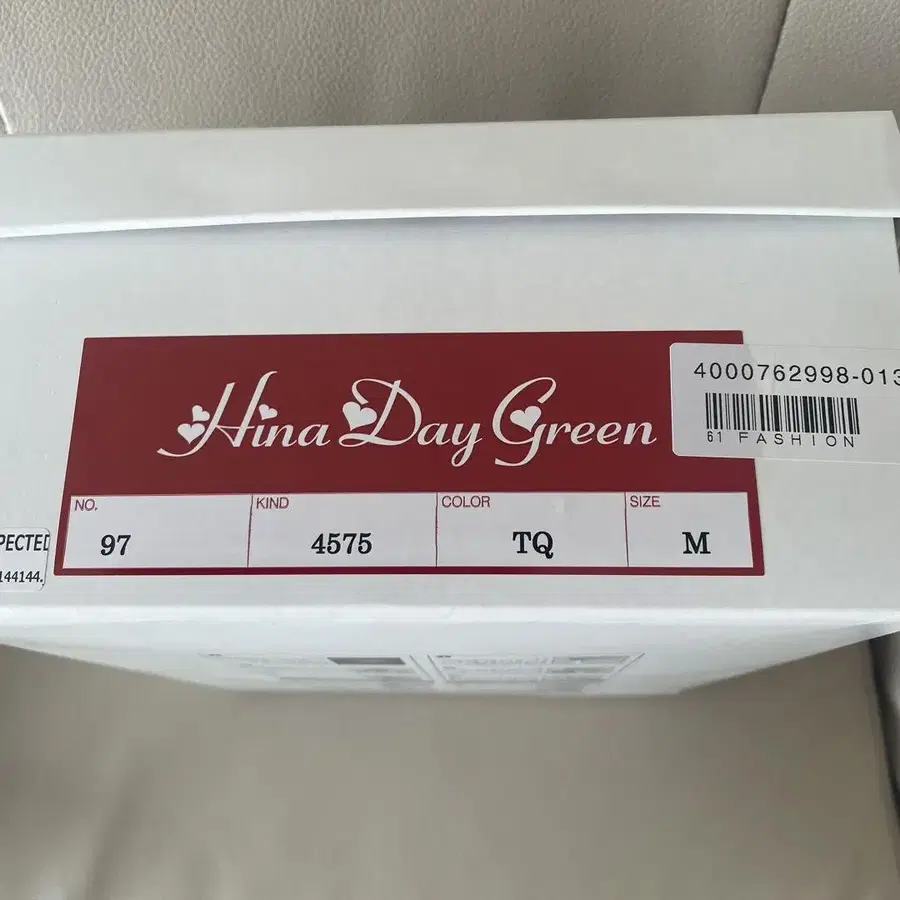 Hina Day Green
4000762998-013
61 FASHION
NO. KIND COLOR SIZE
97 4575 TQ M
PECTED
144144.